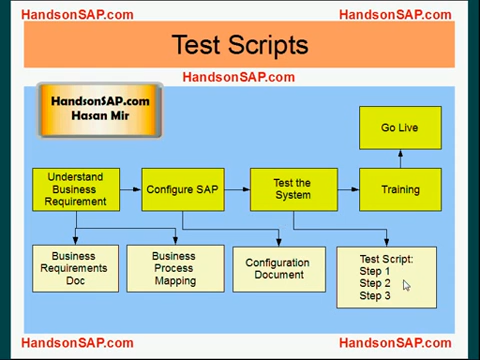 HandsonSAP.com
HandsonSAP.com
Test Scripts
HandsonSAP.com
HandsonSAP.com
Hasan Mir
Go Live
Understand
Business
Requirement
Configure SAP
Test the
System
Training
Business
Requirements
Doc
Business
Process
Mapping
Configuration
Document
Test Script:
Step 1
Step 2
Step 3
HandsonSAP.com
HandsonSAP.com